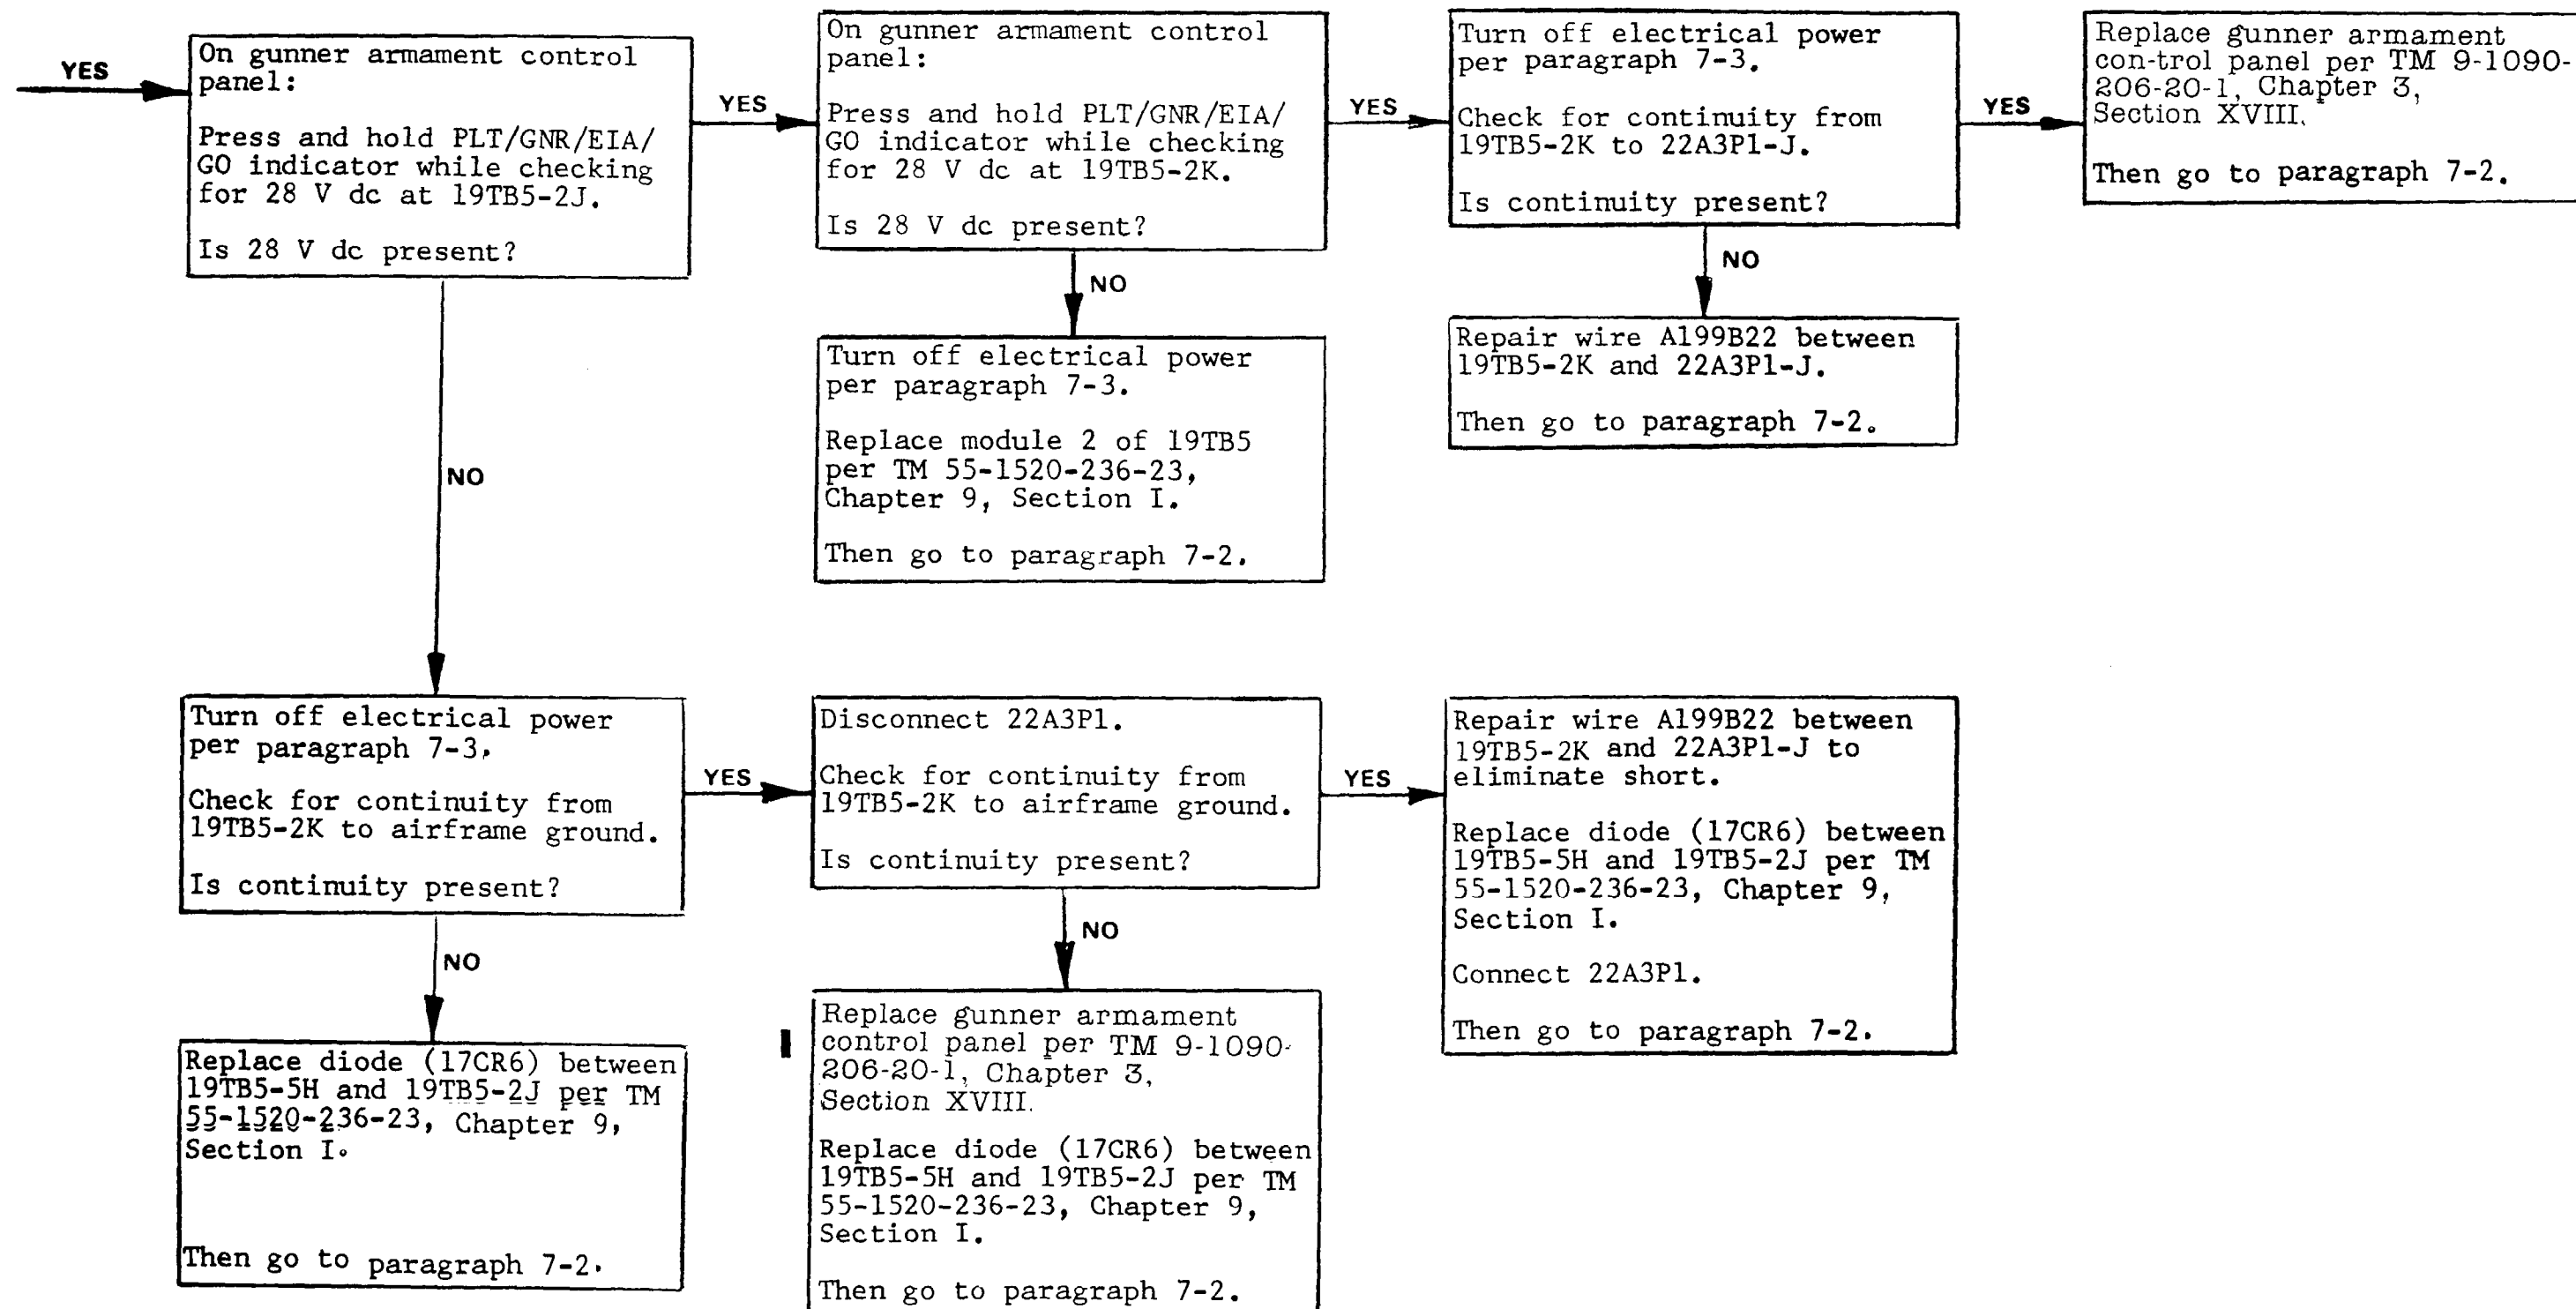 YES
On gunner armament control
panel:
Press and hold PLT/GNR/EIA/
GO indicator while checking
for 28 V dc at 19TB5-2J.
Is 28 V dc present?
YES
On gunner armament control
panel:
Press and hold PLT/GNR/EIA/
GO indicator while checking
for 28 V dc at 19TB5-2K.
Is 28 V dc present?
YES
Turn off electrical power
per paragraph 7-3.
Check for continuity from
19TB5-2K to 22A3P1-J.
Is continuity present?
YES
Replace gunner armament
con-trol panel per TM 9-1090-
206-20-1, Chapter 3,
Section XVIII.
Then go to paragraph 7-2.
NO
Turn off electrical power
per paragraph 7-3.
Replace module 2 of 19TB5
per TM 55-1520-236-23,
Chapter 9, Section I.
Then go to paragraph 7-2.
NO
Repair wire A199B22 between
19TB5-2K and 22A3P1-J.
Then go to paragraph 7-2.
NO
Turn off electrical power
per paragraph 7-3.
Check for continuity from
19TB5-2K to airframe ground.
Is continuity present?
YES
Disconnect 22A3P1.
Check for continuity from
19TB5-2K to airframe ground.
Is continuity present?
YES
Repair wire A199B22 between
19TB5-2K and 22A3P1-J to
eliminate short.
Replace diode (17CR6) between
19TB5-5H and 19TB5-2J per TM
55-1520-236-23, Chapter 9,
Section I.
Connect 22A3P1.
Then go to paragraph 7-2.
NO
Replace diode (17CR6) between
19TB5-5H and 19TB5-2J per TM
55-1520-236-23, Chapter 9,
Section I.
Then go to paragraph 7-2.
NO
Replace gunner armament
control panel per TM 9-1090-
206-20-1, Chapter 3,
Section XVIII.
Replace diode (17CR6) between
19TB5-5H and 19TB5-2J per TM
55-1520-236-23, Chapter 9,
Section I.
Then go to paragraph 7-2.